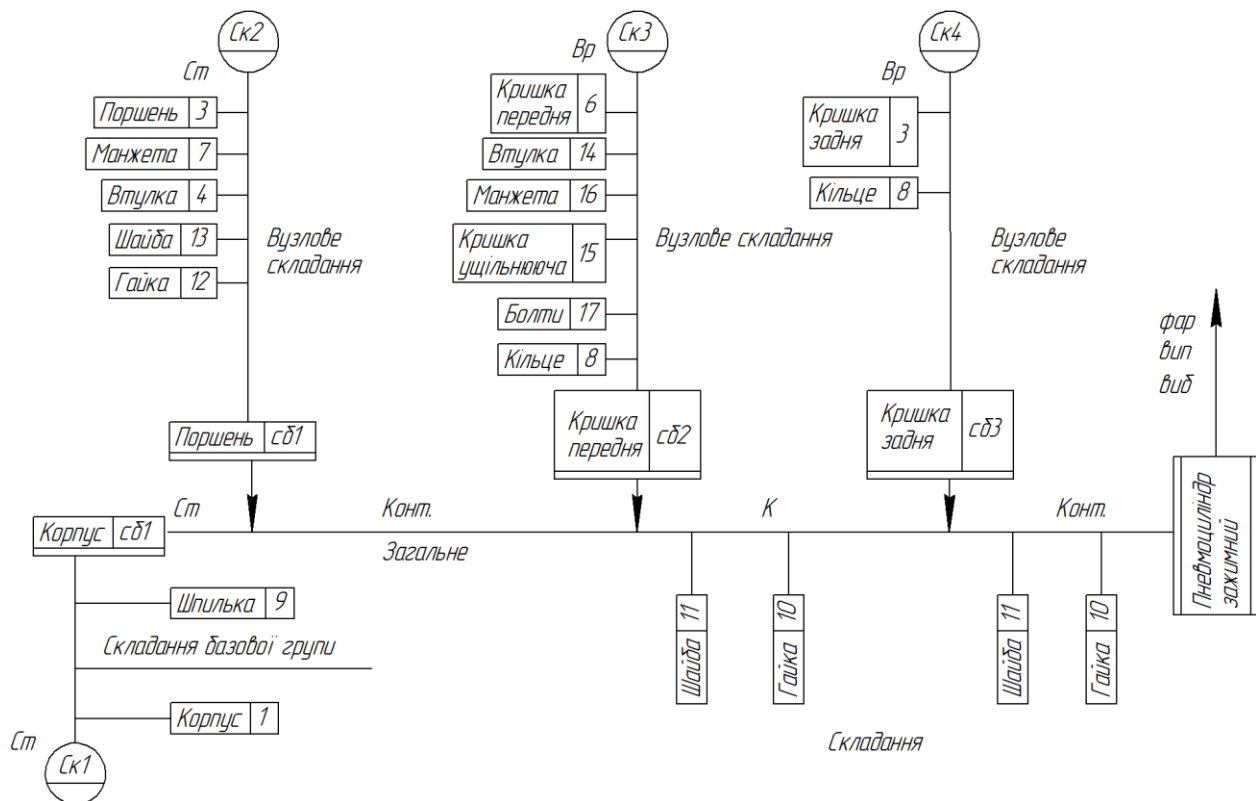 Ск2
Ст
Поршень 3
Манжета 7
Втулка 4
Шайба 13
Гайка 12
Вузлове
складання
Поршень сб1
Ск3
Вр
Кришка
передня 6
Втулка 14
Манжета 16
Кришка
ущільнююча 15
Болти 17
Кільце 8
Вузлове складання
Кришка
передня сб2
Ск4
Вр
Кришка
задня 3
Кільце 8
Вузлове
складання
Кришка
задня сб3
фар
вип
виб
Корпус сб1
Ст
Конт.
К
Конт.
Загальне
Пневмоциліндр
зажимний
Шпилька 9
Складання базової групи
Корпус 1
Ст
Ск1
Шайба 11
Гайка 10
Шайба 11
Гайка 10
Складання